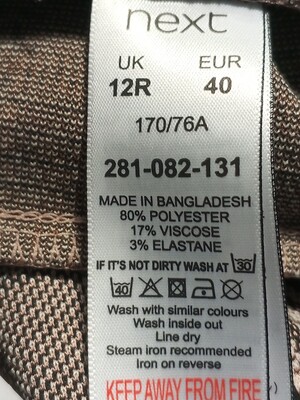 next
UK EUR
12R 40
170/76A
281-082-131
MADE IN BANGLADESH
80% POLYESTER
17% VISCOSE
3% ELASTANE
IF IT'S NOT DIRTY WASH AT 30
40
Wash with similar colours
Wash inside out
Line dry
Steam iron recommended
Iron on reverse
KEEP AWAY FROM FIRE